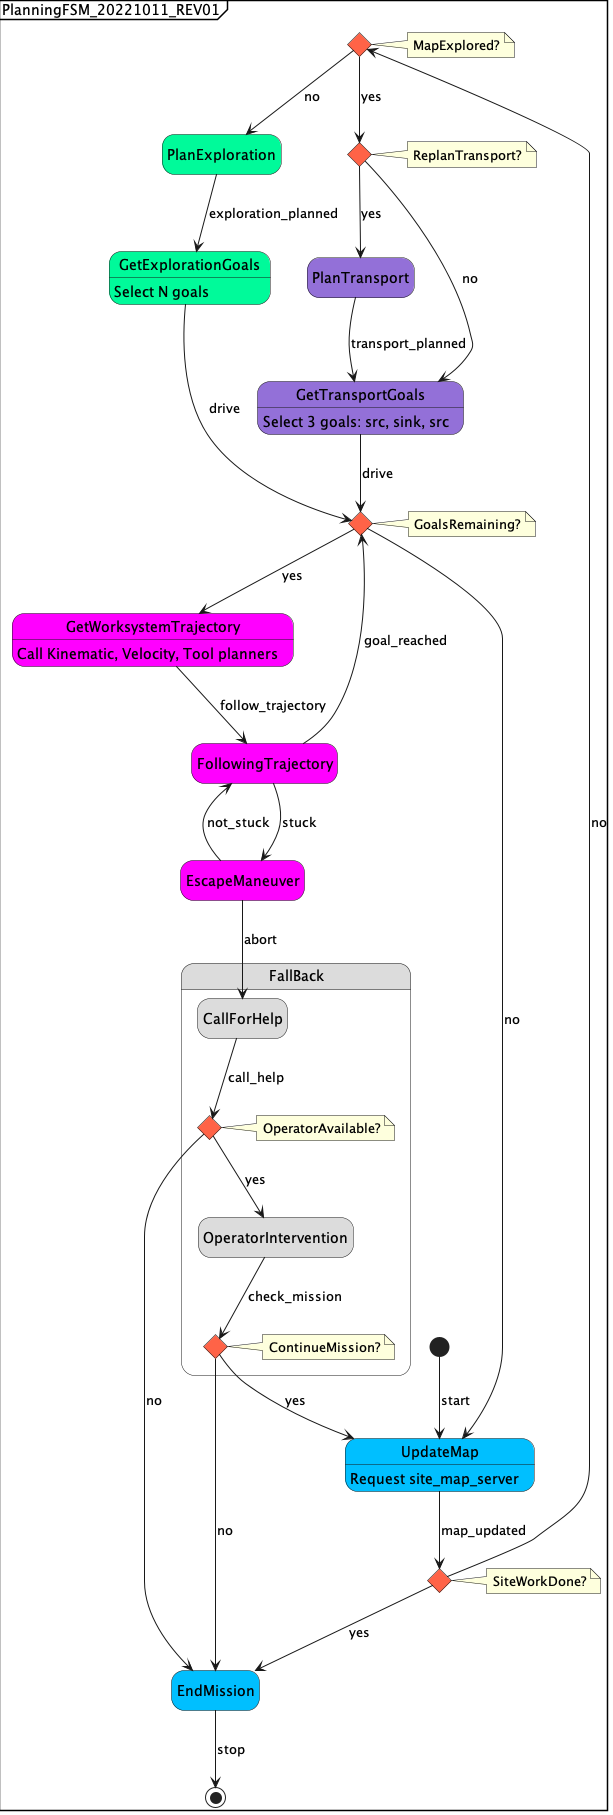 PlanningFSM_20221011_REV01
MapExplored?
no
yes
PlanExploration
ReplanTransport?
exploration_planned
yes
GetExplorationGoals
Select N goals
PlanTransport
no
transport_planned
GetTransportGoals
Select 3 goals: src, sink, src
drive
drive
GoalsRemaining?
yes
GetWorksystemTrajectory
Call Kinematic, Velocity, Tool planners
goal_reached
follow_trajectory
FollowingTrajectory
not_stuck
stuck
no
EscapeManeuver
abort
FallBack
CallForHelp
no
call_help
OperatorAvailable?
yes
OperatorIntervention
check_mission
ContinueMission?
no
yes
start
UpdateMap
Request site_map_server
no
map_updated
SiteWorkDone?
yes
EndMission
stop